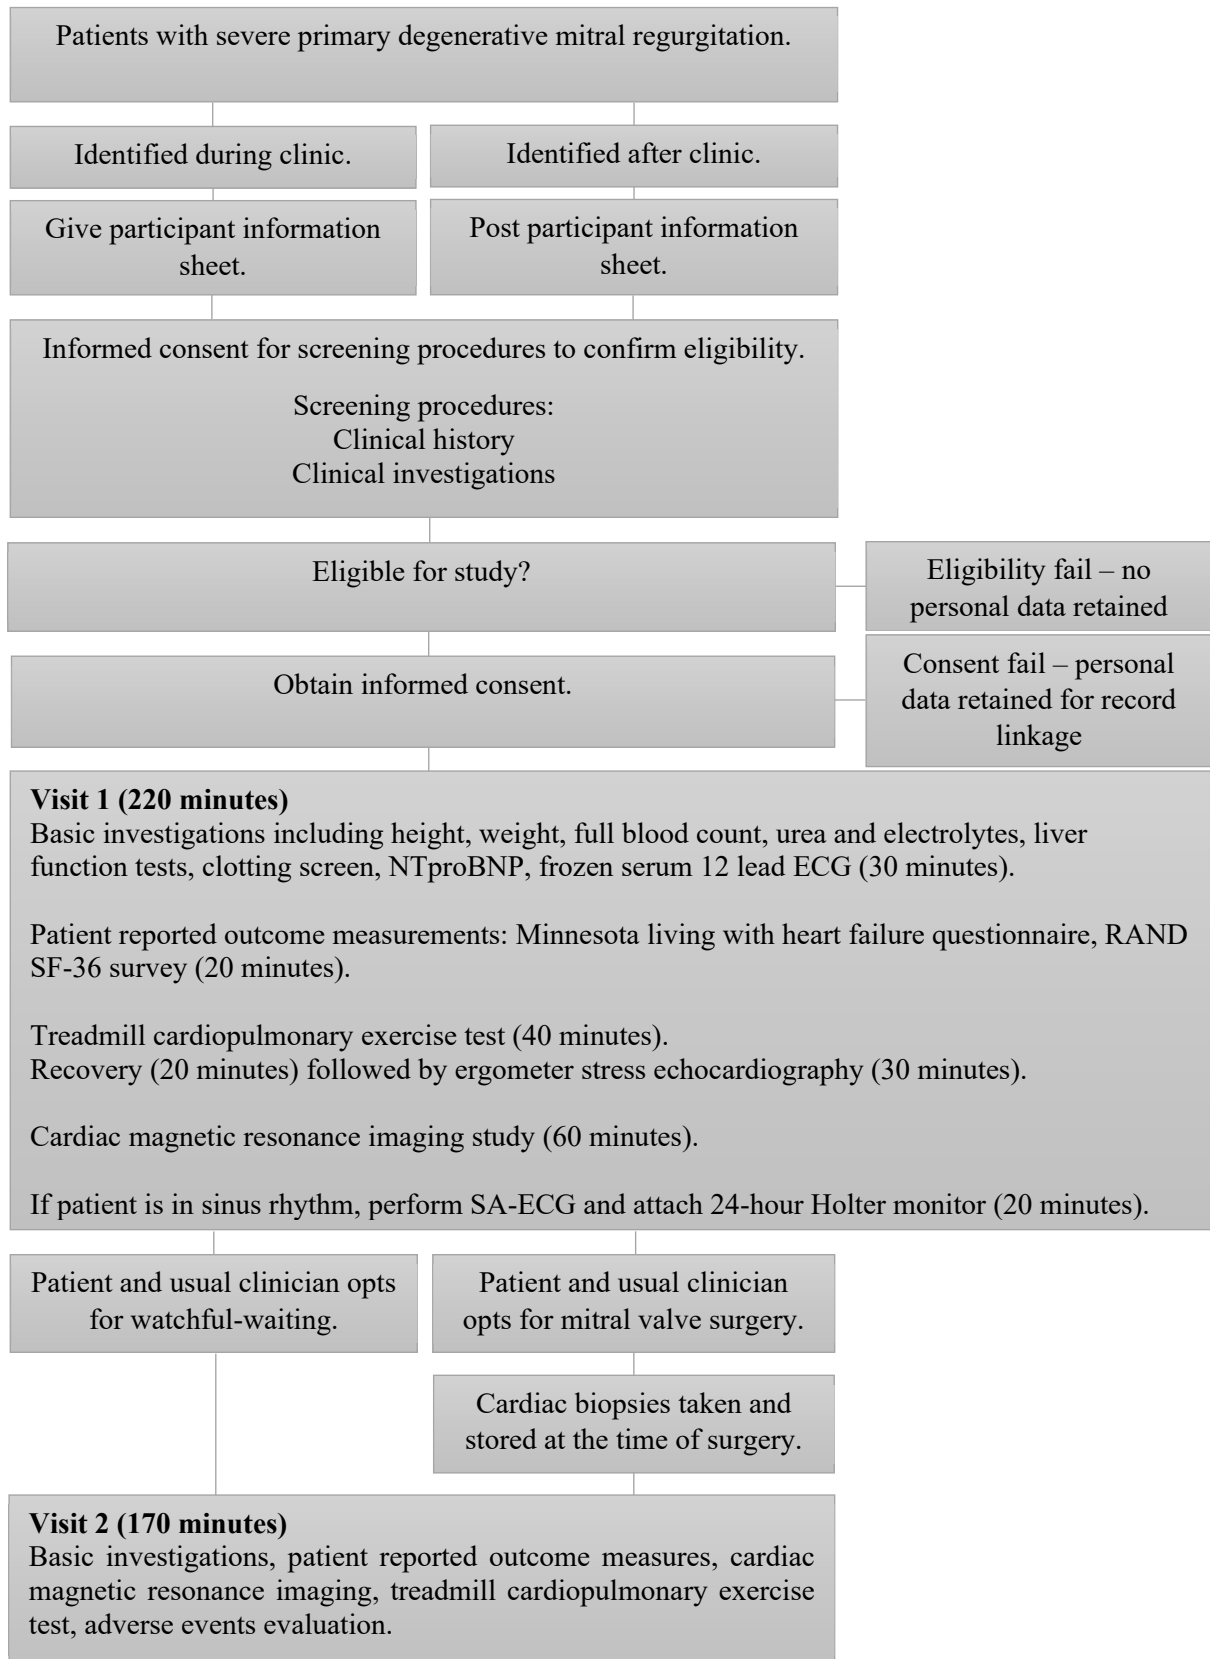 Patients with severe primary degenerative mitral regurgitation.
Identified during clinic.
Identified after clinic.
Give participant information
sheet.
Post participant information
sheet.
Informed consent for screening procedures to confirm eligibility.
Screening procedures:
Clinical history
Clinical investigations
Eligible for study?
Eligibility fail – no
personal data retained
Obtain informed consent.
Consent fail – personal
data retained for record
linkage
Visit 1 (220 minutes)
Basic investigations including height, weight, full blood count, urea and electrolytes, liver
function tests, clotting screen, NTproBNP, frozen serum 12 lead ECG (30 minutes).
Patient reported outcome measurements: Minnesota living with heart failure questionnaire, RAND
SF-36 survey (20 minutes).
Treadmill cardiopulmonary exercise test (40 minutes).
Recovery (20 minutes) followed by ergometer stress echocardiography (30 minutes).
Cardiac magnetic resonance imaging study (60 minutes).
If patient is in sinus rhythm, perform SA-ECG and attach 24-hour Holter monitor (20 minutes).
Patient and usual clinician opts
for watchful-waiting.
Patient and usual clinician
opts for mitral valve surgery.
Cardiac biopsies taken and
stored at the time of surgery.
Visit 2 (170 minutes)
Basic investigations, patient reported outcome measures, cardiac
magnetic resonance imaging, treadmill cardiopulmonary exercise
test, adverse events evaluation.